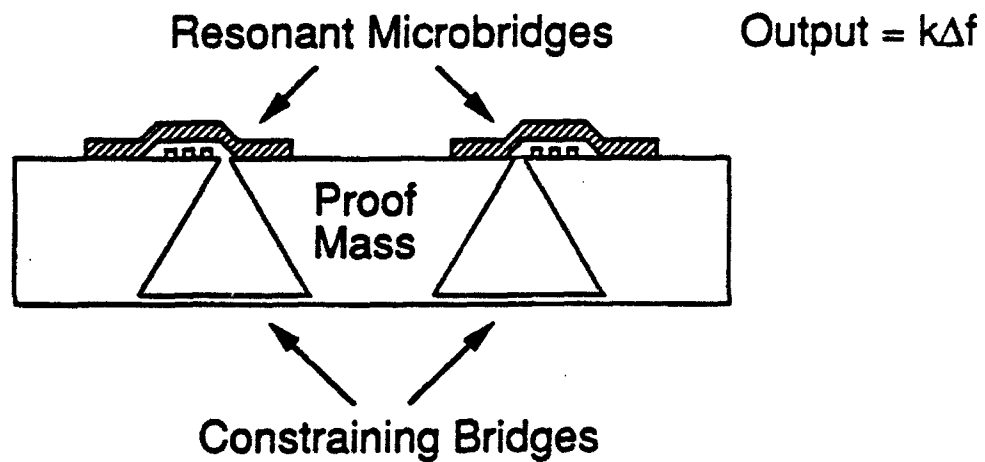 Resonant Microbridges
Output = kΔf
Proof
Mass
Constraining Bridges